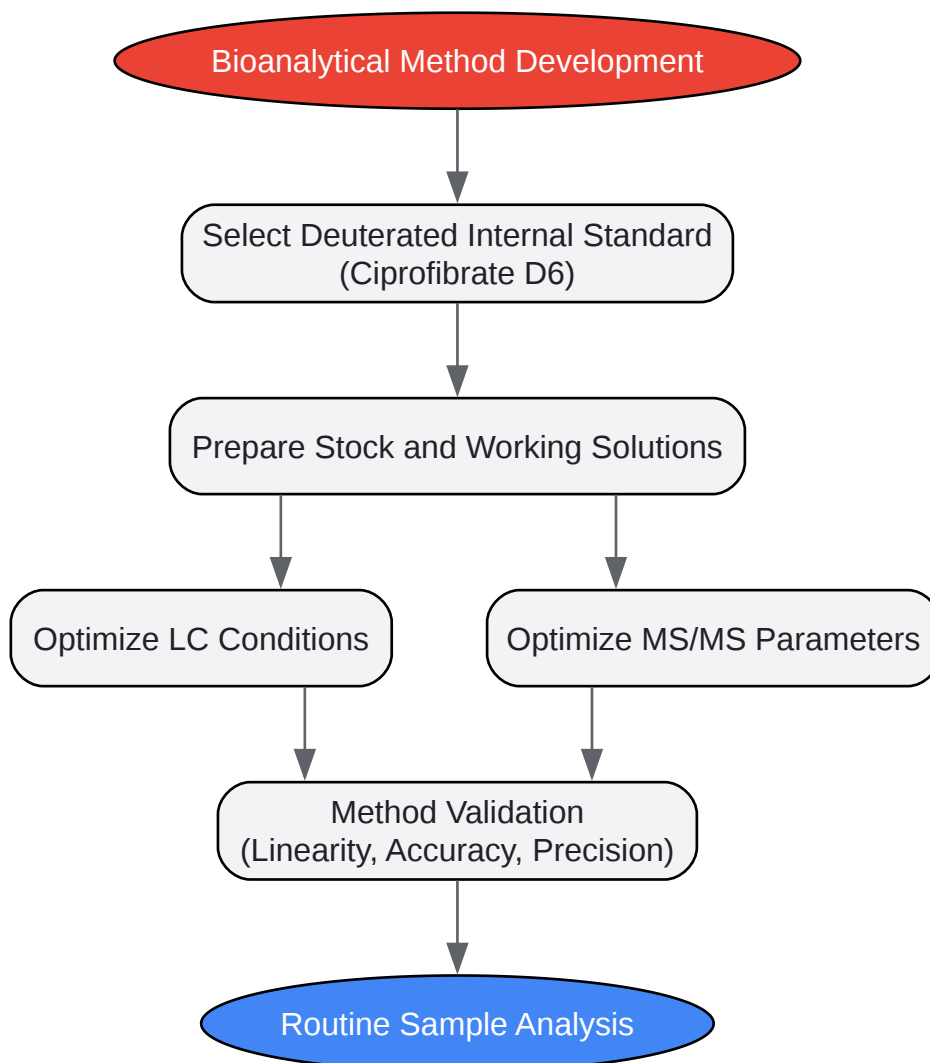 Bioanalytical Method Development
Select Deuterated Internal Standard
(Ciprofibrate D6)
Prepare Stock and Working Solutions
Optimize LC Conditions
Optimize MS/MS Parameters
Method Validation
(Linearity, Accuracy, Precision)
Routine Sample Analysis